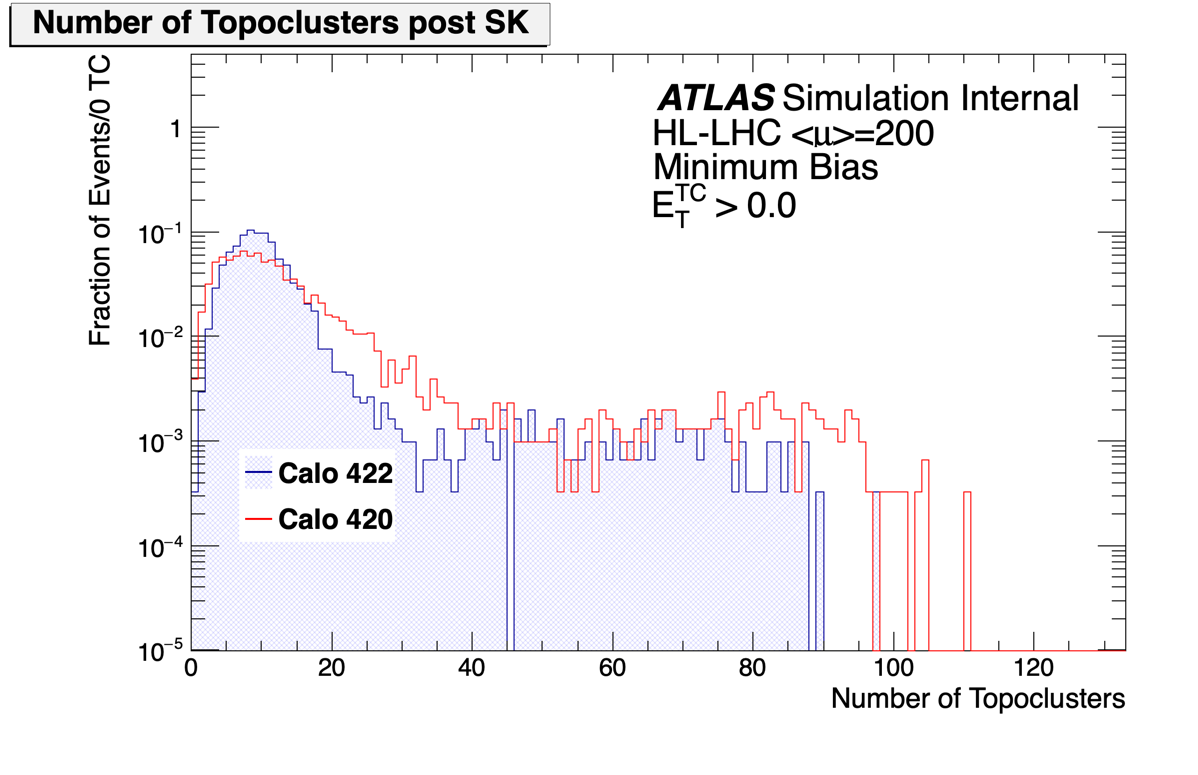 Number of Topoclusters post SK
Fraction of Events/0 TC
ATLAS Simulation Internal
HL-LHC <μ>=200
Minimum Bias
E_T^TC > 0.0
1
10⁻¹
10⁻²
10⁻³
10⁻⁴
10⁻⁵
Calo 422
Calo 420
0 20 40 60 80 100 120
Number of Topoclusters